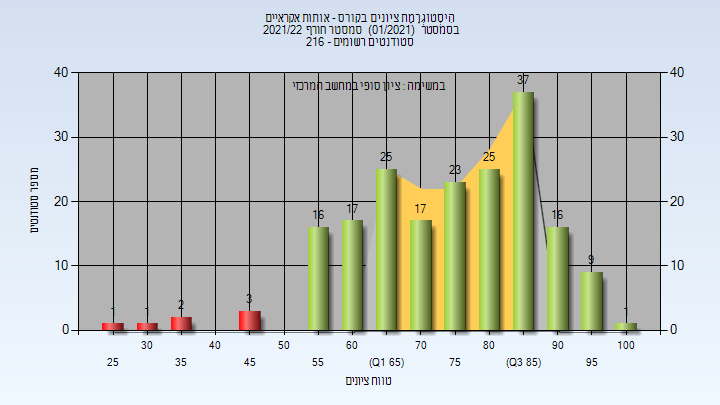 היסטוגרמת ציונים בקורס - אותות אקראיים
בסמסטר (01/2021) סמסטר חורף 2021/22
סטודנטים רשומים - 216
במשימה : ציון סופי במחשב המרכזי
מספר סטודנטים
40 40
30 30
20 20
10 10
0 0
1 1 2 3 16 17 25 17 23 25 37 16 9 1
30 40 50 60 70 80 90 100
25 35 45 55 (Q1 65) 75 (Q3 85) 95
טווח ציונים